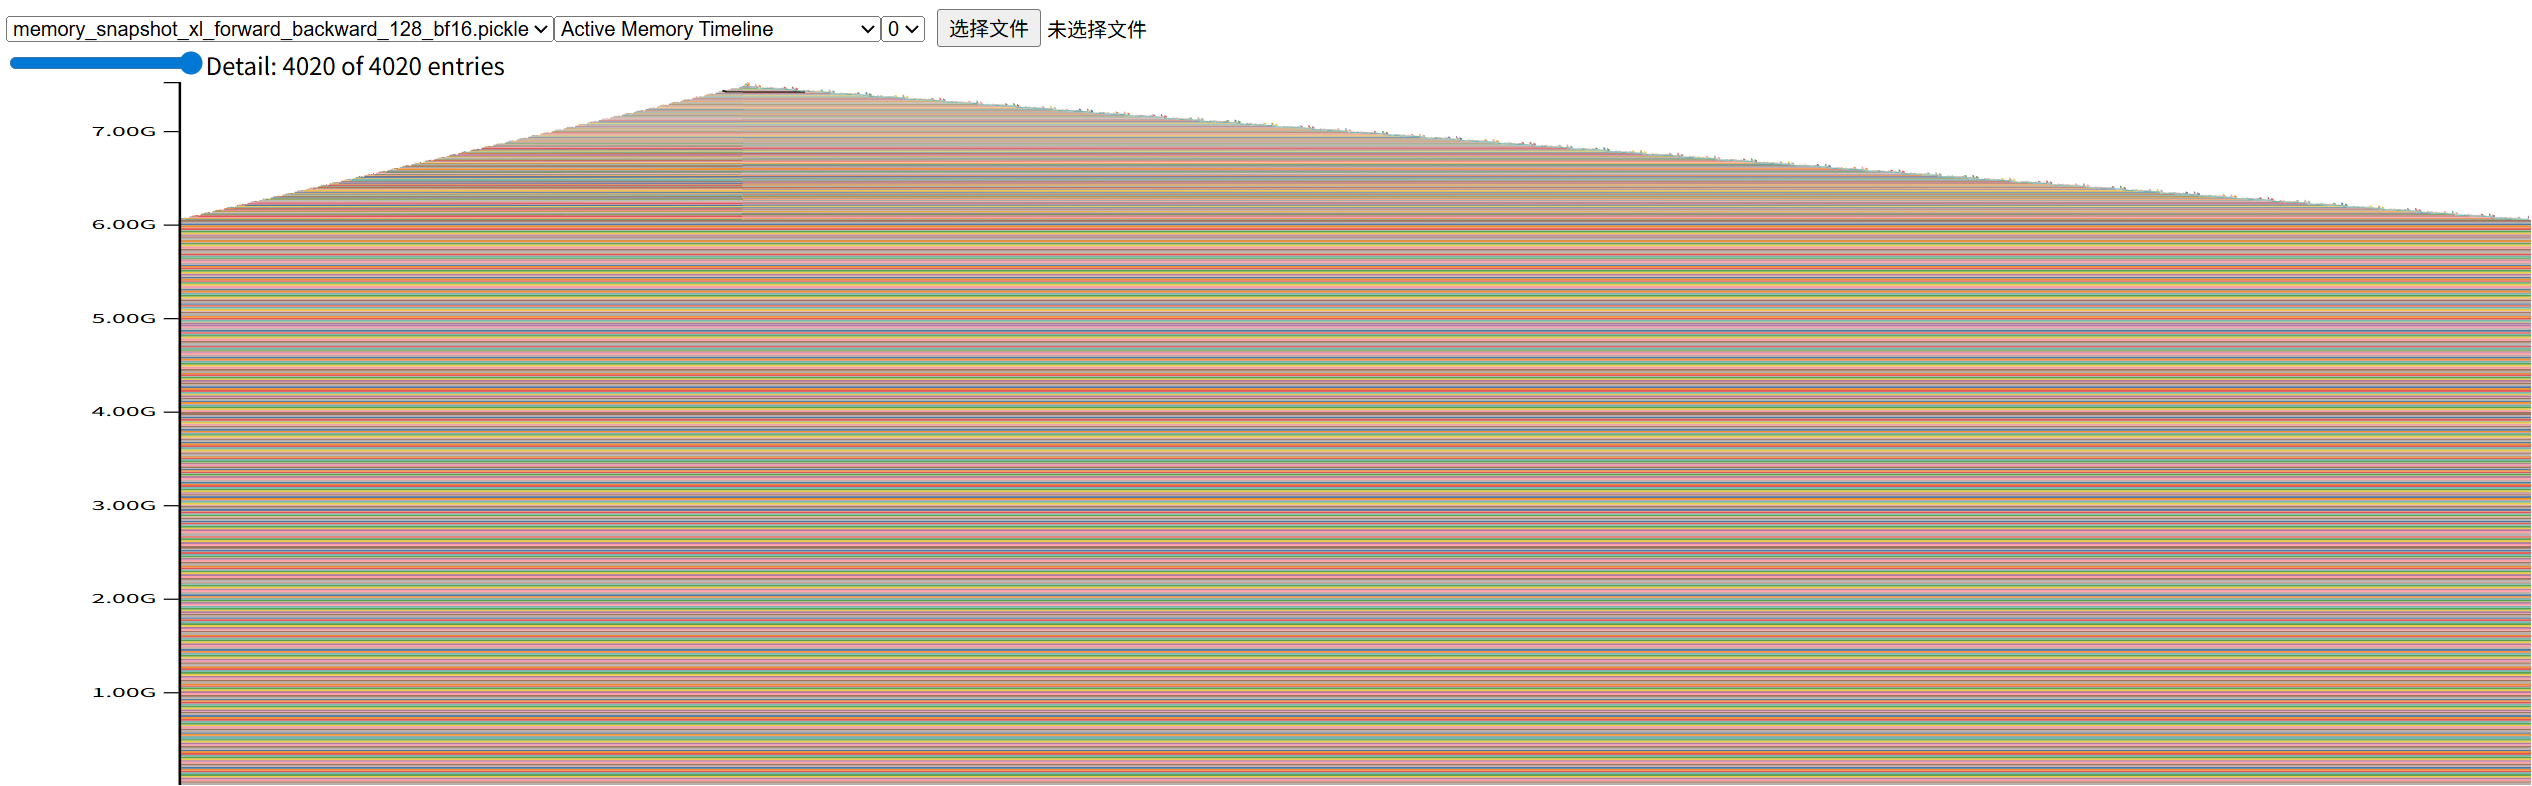 memory_snapshot_xl_forward_backward_128_bf16.pickle Active Memory Timeline 0 选择文件 未选择文件
Detail: 4020 of 4020 entries
7.00G
6.00G
5.00G
4.00G
3.00G
2.00G
1.00G